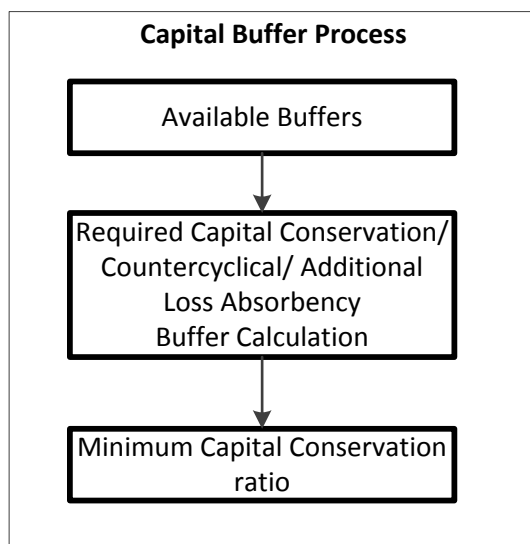 Capital Buffer Process
Available Buffers
Required Capital Conservation/
Countercyclical/ Additional
Loss Absorbency
Buffer Calculation
Minimum Capital Conservation
ratio